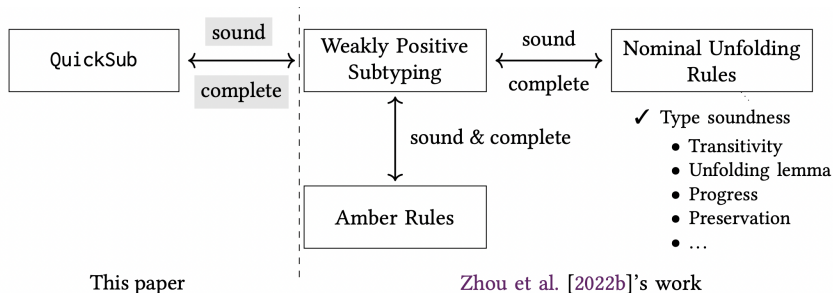 QuickSub
sound
complete
Weakly Positive
Subtyping
sound
complete
Nominal Unfolding
Rules
✓ Type soundness
• Transitivity
• Unfolding lemma
• Progress
• Preservation
• ...
sound & complete
Amber Rules
This paper
Zhou et al. [2022b]'s work